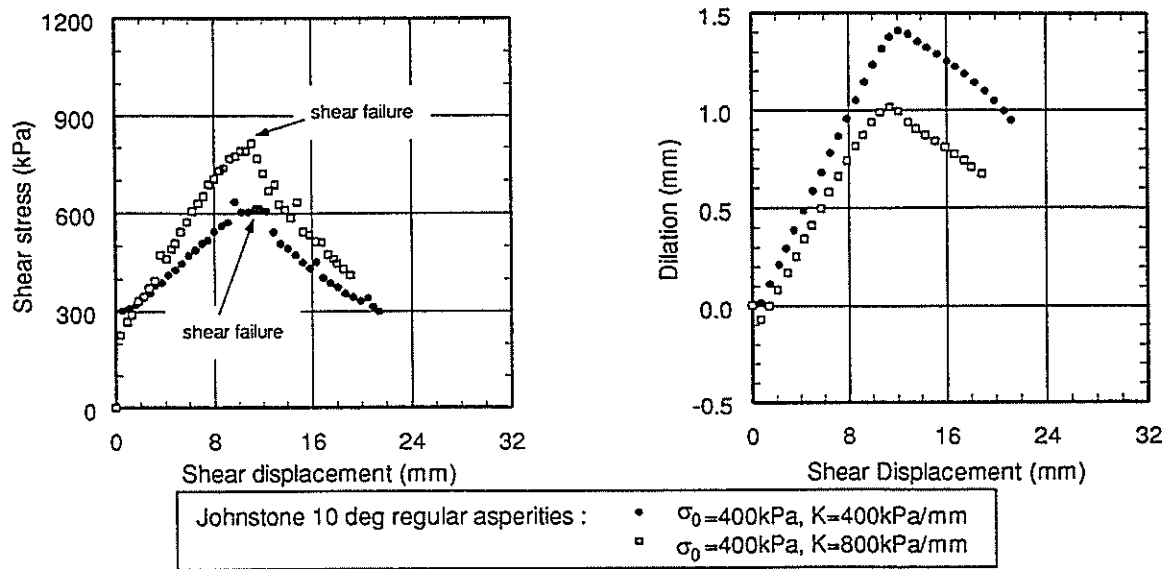 1200
900
600
300
0
Shear stress (kPa)
shear failure
shear failure
0 8 16 24 32
Shear displacement (mm)
1.5
1.0
0.5
0.0
-0.5
Dilation (mm)
0 8 16 24 32
Shear Displacement (mm)
Johnstone 10 deg regular asperities : • σ₀=400kPa, K=400kPa/mm
□ σ₀=400kPa, K=800kPa/mm